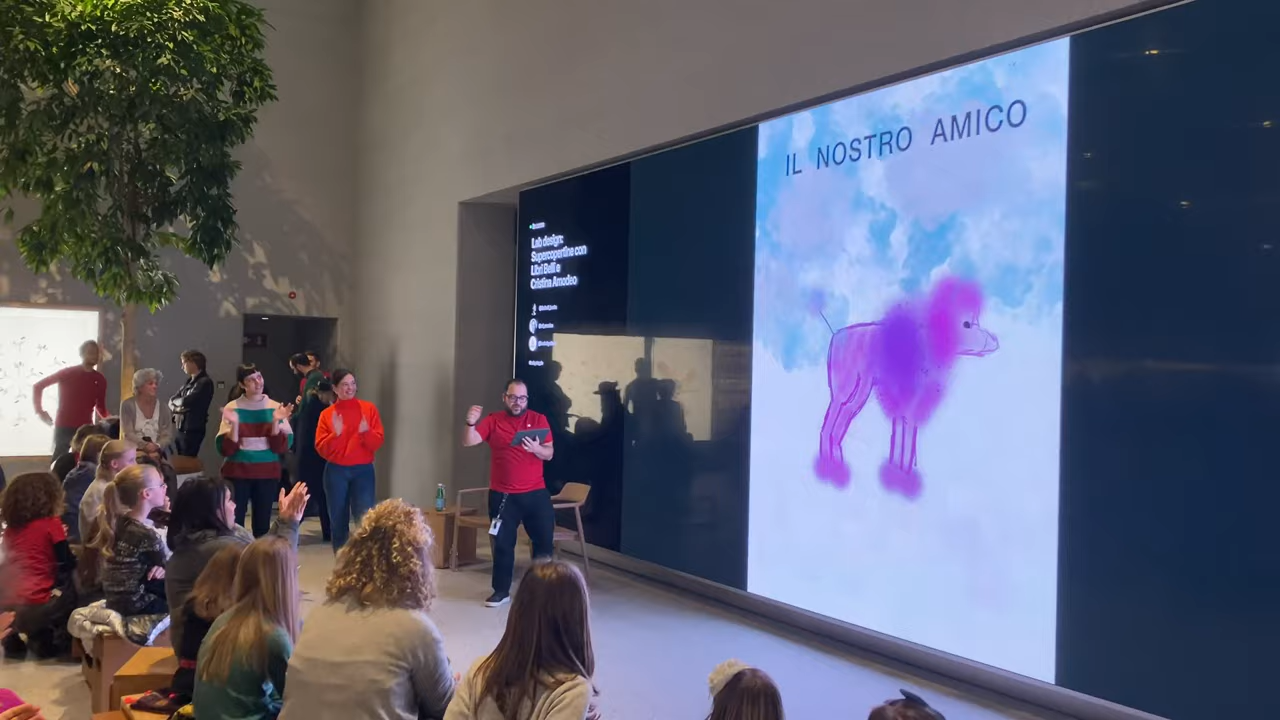 Lab design:
Supercopertine con
Libri Belli e
Cristina Amodeo
IL NOSTRO AMICO